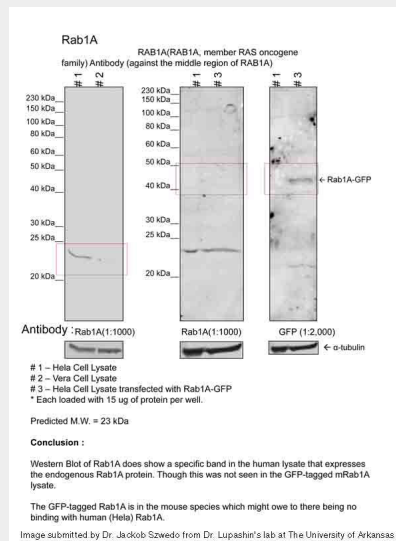 Rab1A
RAB1A(RAB1A, member RAS oncogene
family) Antibody (against the middle region of RAB1A)
# 1
# 2
# 1
# 3
# 1
# 3
230 kDa
150 kDa
100 kDa
80 kDa
60 kDa
50 kDa
40 kDa
30 kDa
25 kDa
20 kDa
230 kDa
150 kDa
100 kDa
80 kDa
60 kDa
50 kDa
40 kDa
30 kDa
25 kDa
20 kDa
← Rab1A-GFP
Antibody : Rab1A(1:1000) Rab1A(1:1000) GFP (1:2,000)
← α-tubulin
# 1 – Hela Cell Lysate
# 2 – Vera Cell Lysate
# 3 – Hela Cell Lysate transfected with Rab1A-GFP
* Each loaded with 15 ug of protein per well.
Predicted M.W. = 23 kDa
Conclusion :
Western Blot of Rab1A does show a specific band in the human lysate that expresses
the endogenous Rab1A protein. Though this was not seen in the GFP-tagged mRab1A
lysate.
The GFP-tagged Rab1A is in the mouse species which might owe to there being no
binding with human (Hela) Rab1A.
Image submitted by Dr. Jackob Szwedo from Dr. Lupashin's lab at The University of Arkansas